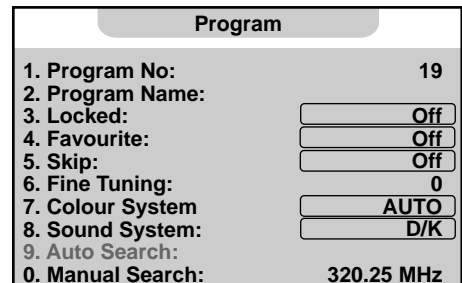 Program
1. Program No: 19
2. Program Name:
3. Locked: Off
4. Favourite: Off
5. Skip: Off
6. Fine Tuning: 0
7. Colour System AUTO
8. Sound System: D/K
9. Auto Search:
0. Manual Search: 320.25 MHz